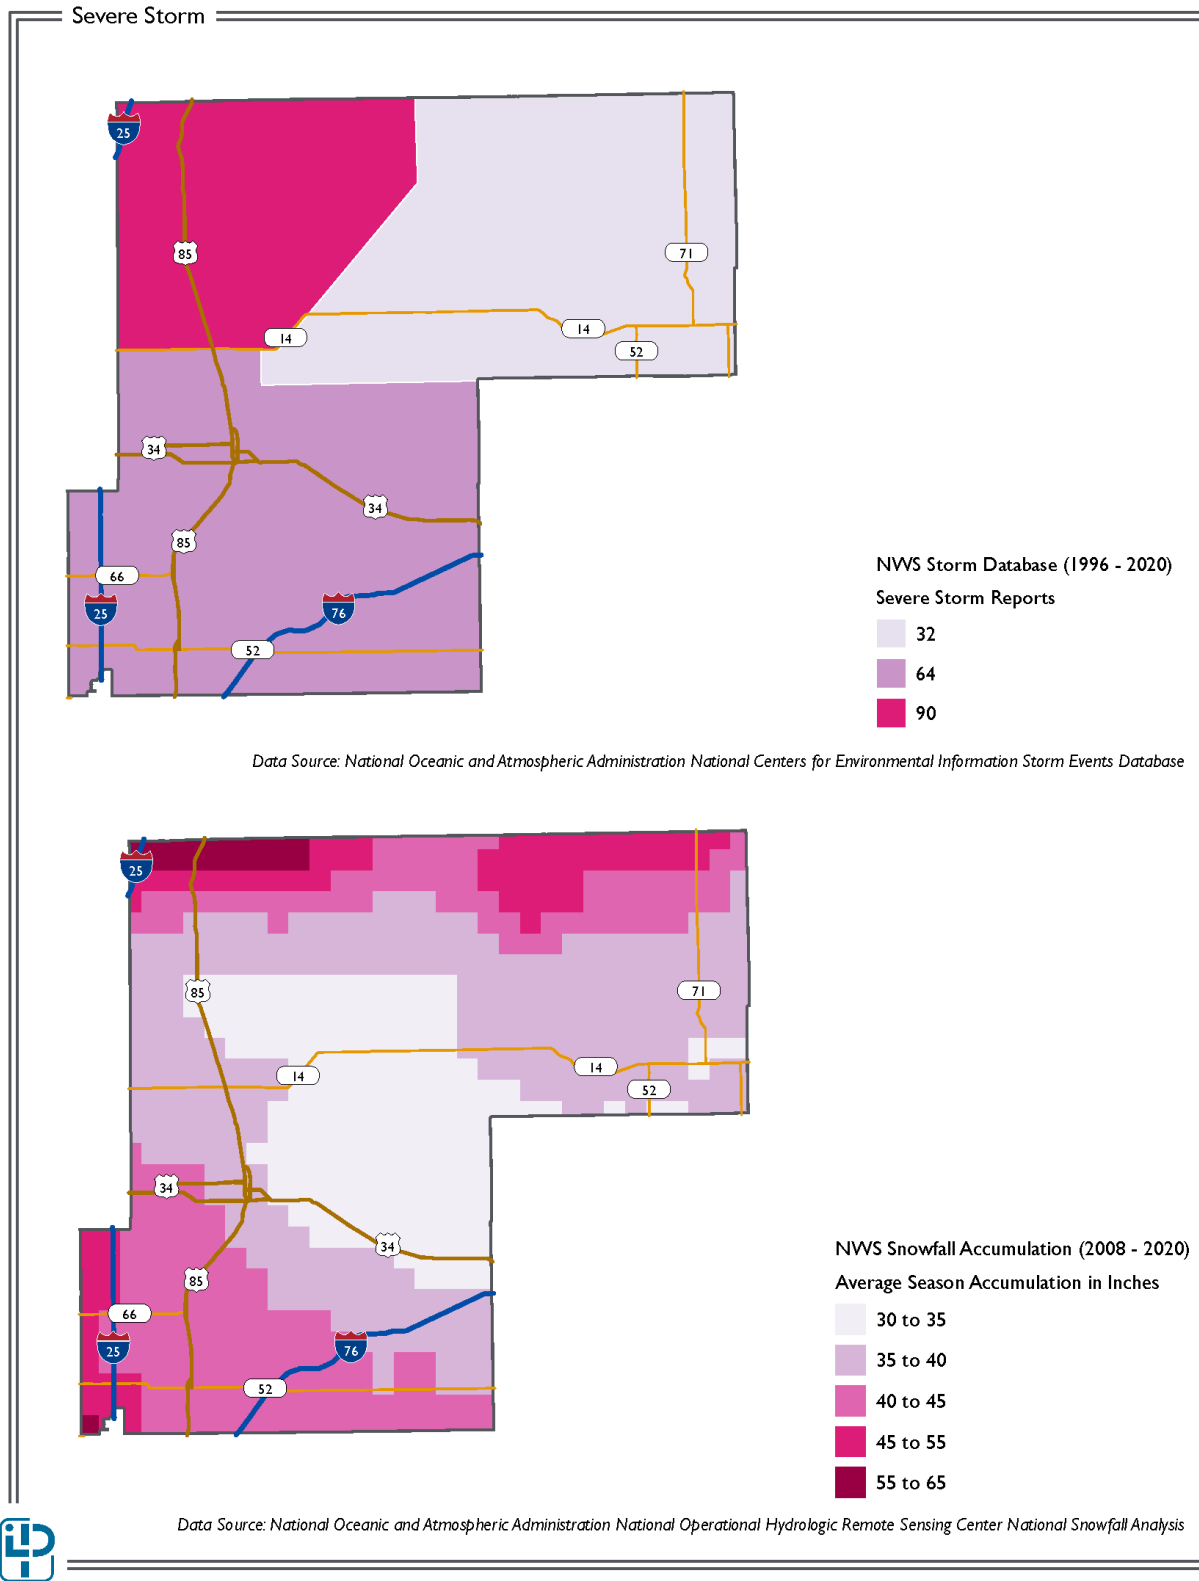 Severe Storm
25
85
71
14
14
52
34
34
85
66
25
76
52
NWS Storm Database (1996 - 2020)
Severe Storm Reports
32
64
90
Data Source: National Oceanic and Atmospheric Administration National Centers for Environmental Information Storm Events Database
25
85
71
14
14
52
34
34
85
66
25
76
52
NWS Snowfall Accumulation (2008 - 2020)
Average Season Accumulation in Inches
30 to 35
35 to 40
40 to 45
45 to 55
55 to 65
Data Source: National Oceanic and Atmospheric Administration National Operational Hydrologic Remote Sensing Center National Snowfall Analysis